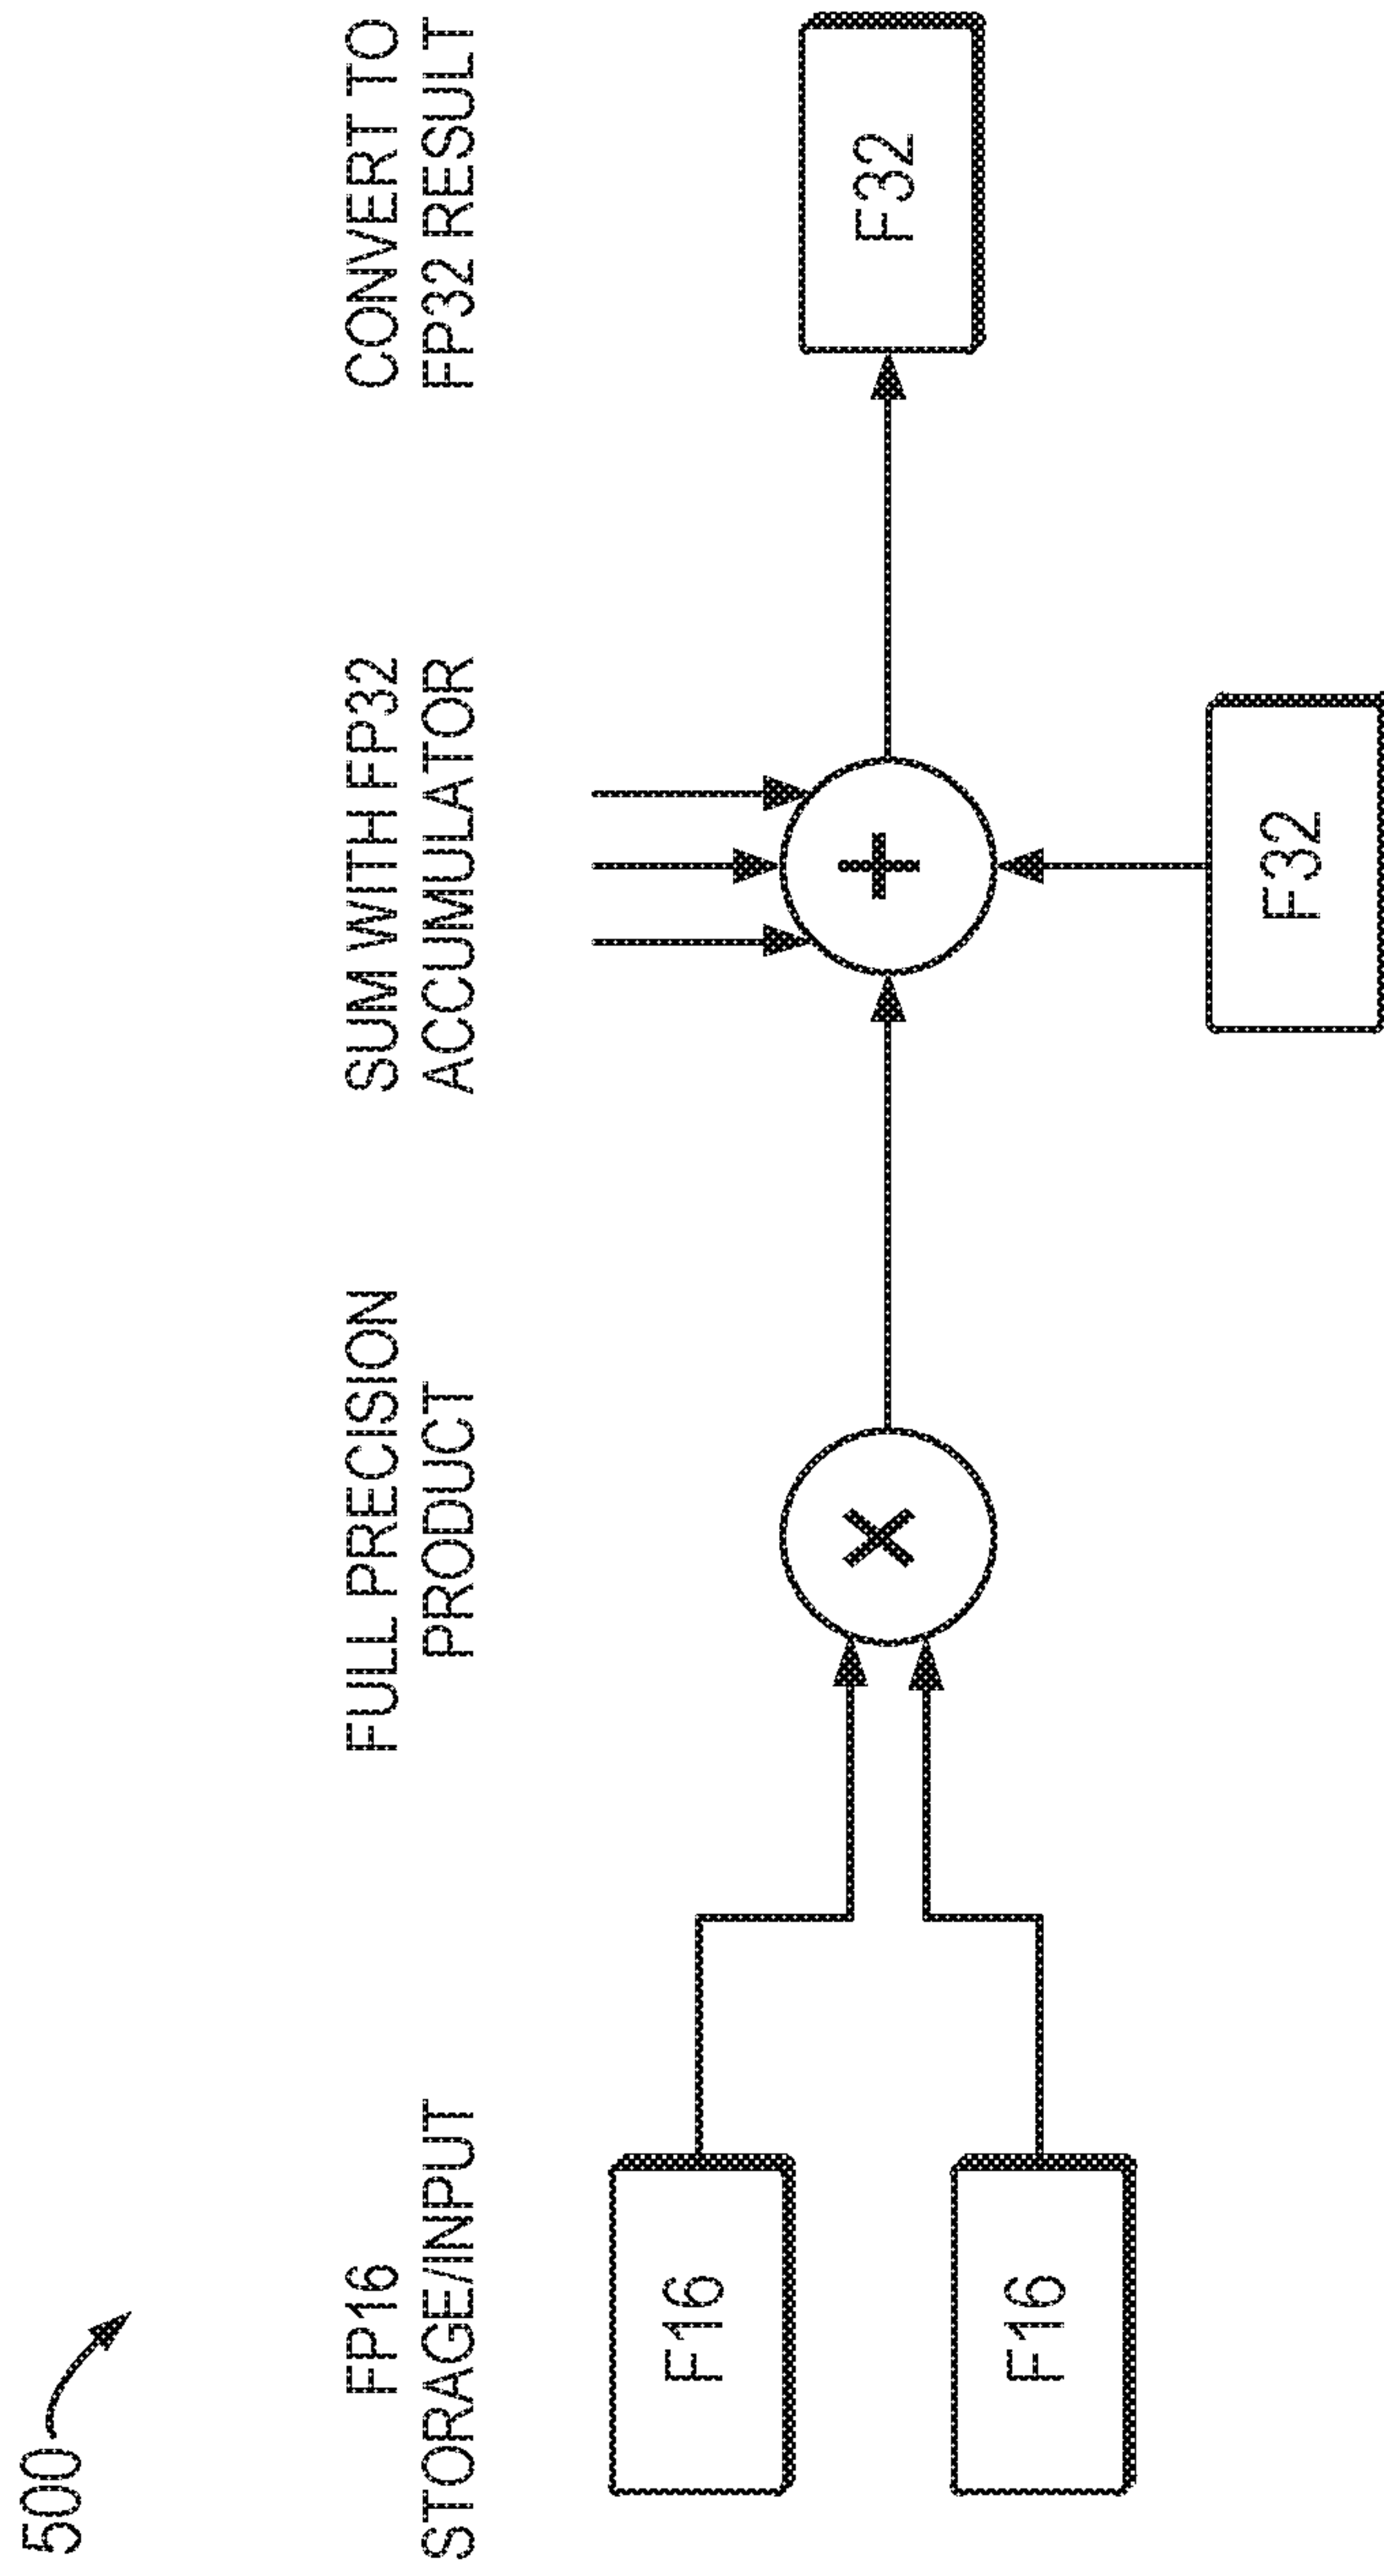 500
FP16
STORAGE/INPUT
FULL PRECISION
PRODUCT
SUM WITH FP32
ACCUMULATOR
CONVERT TO
FP32 RESULT
F16
F16
×
+
F32
F32